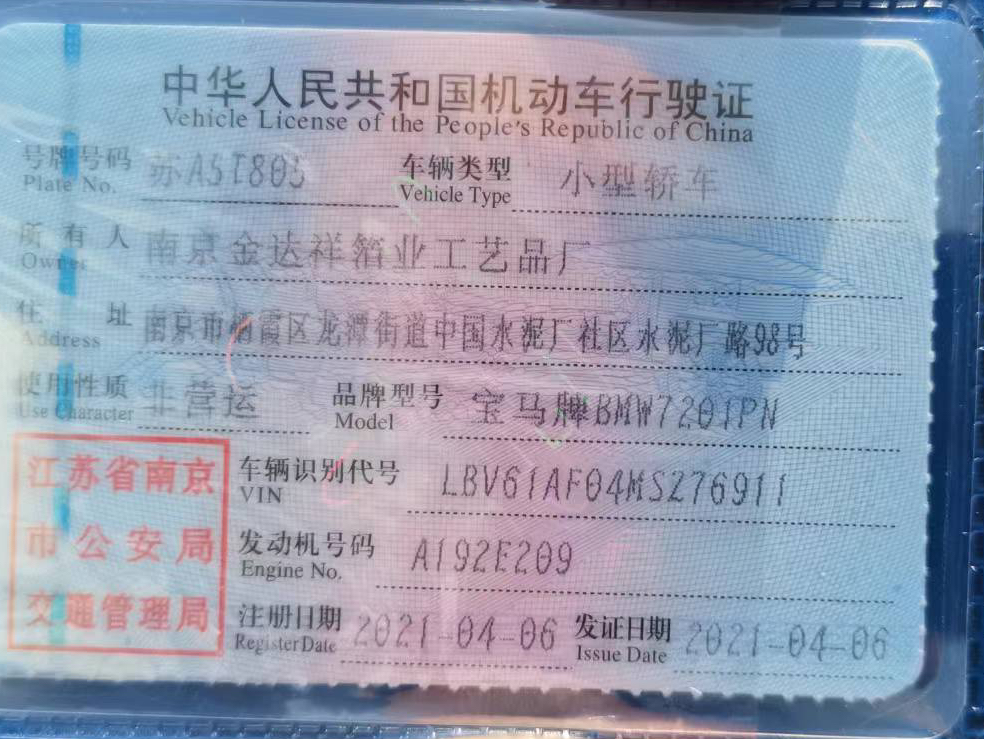 中华人民共和国机动车行驶证
Vehicle License of the People's Republic of China
号牌号码 苏A5T805 车辆类型 小型轿车
Plate No. Vehicle Type
所有人 南京金达祥箔业工艺品厂
Owner
住址 南京市栖霞区龙潭街道中国水泥厂社区水泥厂路98号
Address
使用性质 非营运 品牌型号 宝马牌BMW7201PN
Use Character Model
江苏省南京
市公安局
交通管理局
车辆识别代号 LBV61AF04MS276911
VIN
发动机号码 A192E209
Engine No.
注册日期 2021-04-06 发证日期 2021-04-06
Register Date Issue Date